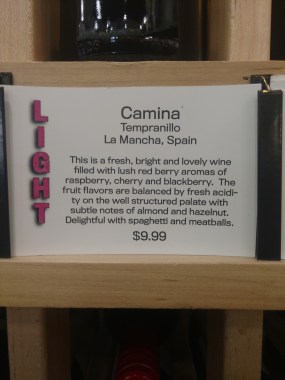 LIGHT
Camina
Tempranillo
La Mancha, Spain
This is a fresh, bright and lovely wine
filled with lush red berry aromas of
raspberry, cherry and blackberry. The
fruit flavors are balanced by fresh acidi-
ty on the well structured palate with
subtle notes of almond and hazelnut.
Delightful with spaghetti and meatballs.
$9.99